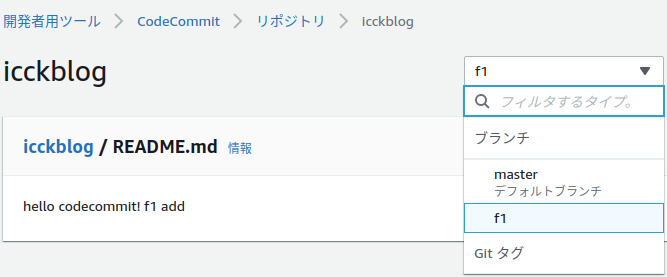 開発者用ツール > CodeCommit > リポジトリ > icckblog
icckblog
f1
フィルタするタイプ。
ブランチ
master
デフォルトブランチ
f1
Git タグ
icckblog / README.md 情報
hello codecommit! f1 add